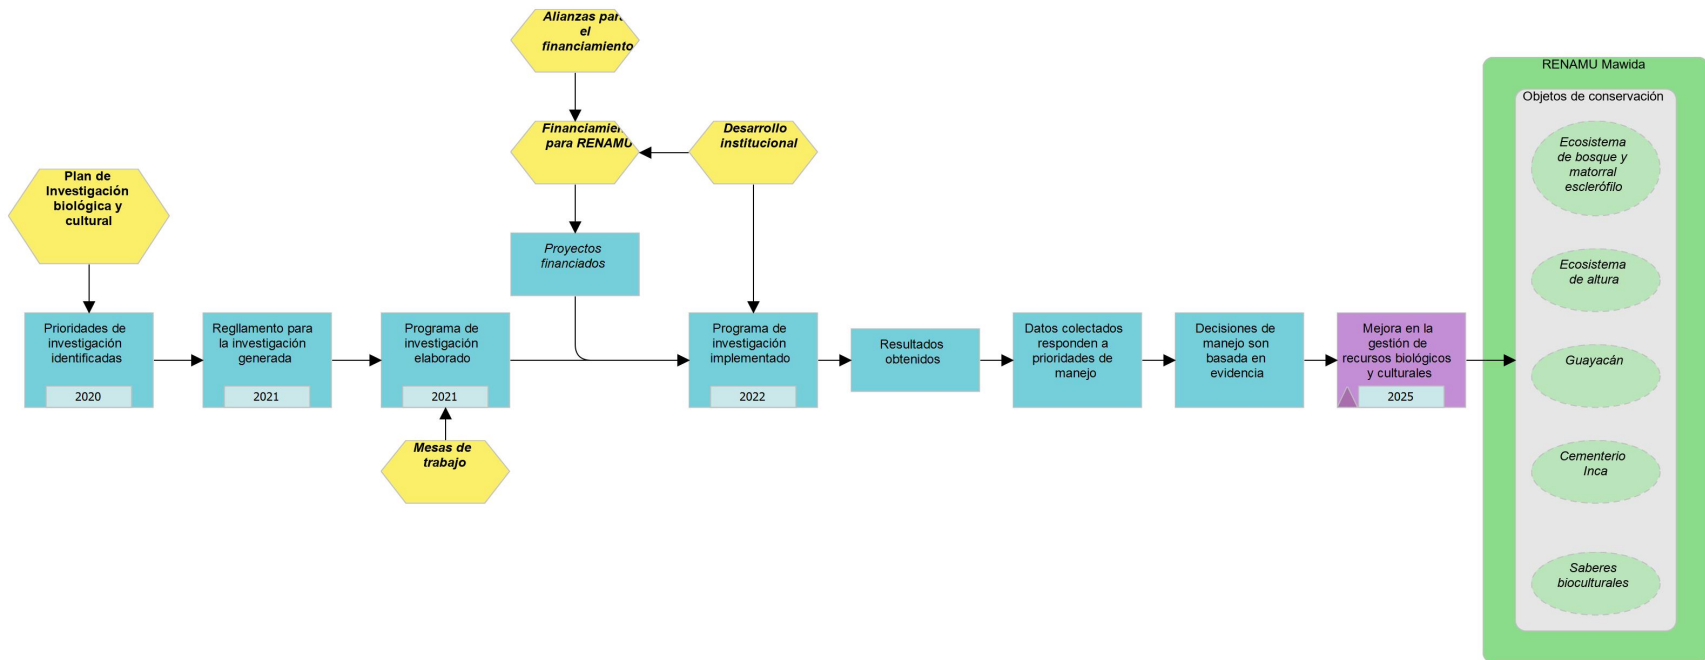 Alianzas para
el
financiamiento
RENAMU Mawida
Objetos de conservación
Financiamien
para RENAMU
Desarrollo
institucional
Ecosistema
de bosque y
matorral
esclerófilo
Plan de
Investigación
biológica y
cultural
Proyectos
financiados
Ecosistema
de altura
Prioridades de
investigación
identificadas
2020
Regllamento para
la investigación
generada
2021
Programa de
investigación
elaborado
2021
Programa de
investigación
implementado
2022
Resultados
obtenidos
Datos colectados
responden a
prioridades de
manejo
Decisiones de
manejo son
basada en
evidencia
Mejora en la
gestión de
recursos biológicos
y culturales
2025
Guayacán
Mesas de
trabajo
Cementerio
Inca
Saberes
bioculturales